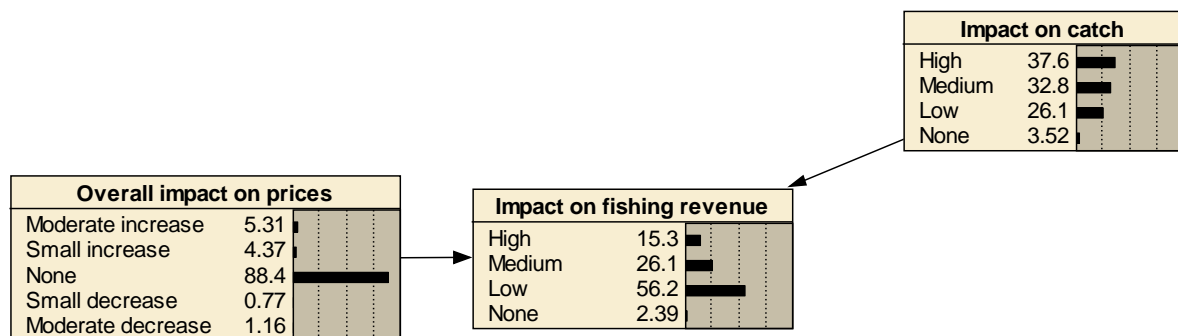 Impact on catch
High 37.6
Medium 32.8
Low 26.1
None 3.52
Overall impact on prices
Moderate increase 5.31
Small increase 4.37
None 88.4
Small decrease 0.77
Moderate decrease 1.16
Impact on fishing revenue
High 15.3
Medium 26.1
Low 56.2
None 2.39